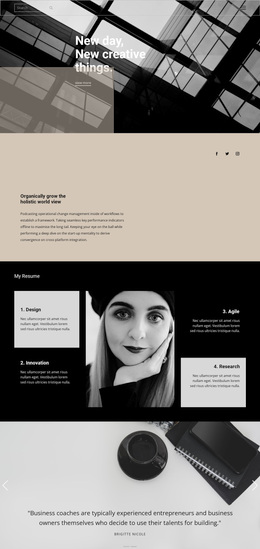 New day,
New creative
things.
Organically grow the
holistic world view
Podcasting operational change management inside of workflows to
establish a framework. Taking seamless key performance indicators
offline to maximise the long tail. Keeping your eye on the ball while
performing a deep dive on the start-up mentality to derive
convergence on cross-platform integration.
My Resume
1. Design
Nec ullamcorper sit amet risus
nullam eget. Vestibulum lorem
sed risus ultricies tristique.
3. Agile
Nec ullamcorper sit amet risus
nullam eget. Vestibulum lorem
sed risus ultricies tristique.
2. Innovation
Nec ullamcorper sit amet risus
nullam eget. Vestibulum lorem
sed risus ultricies tristique.
4. Research
Nec ullamcorper sit amet risus
nullam eget. Vestibulum lorem
sed risus ultricies tristique.
"Business coaches are typically experienced entrepreneurs and business
owners themselves who decide to use their talents for building."
BRIGITTE NICOLE